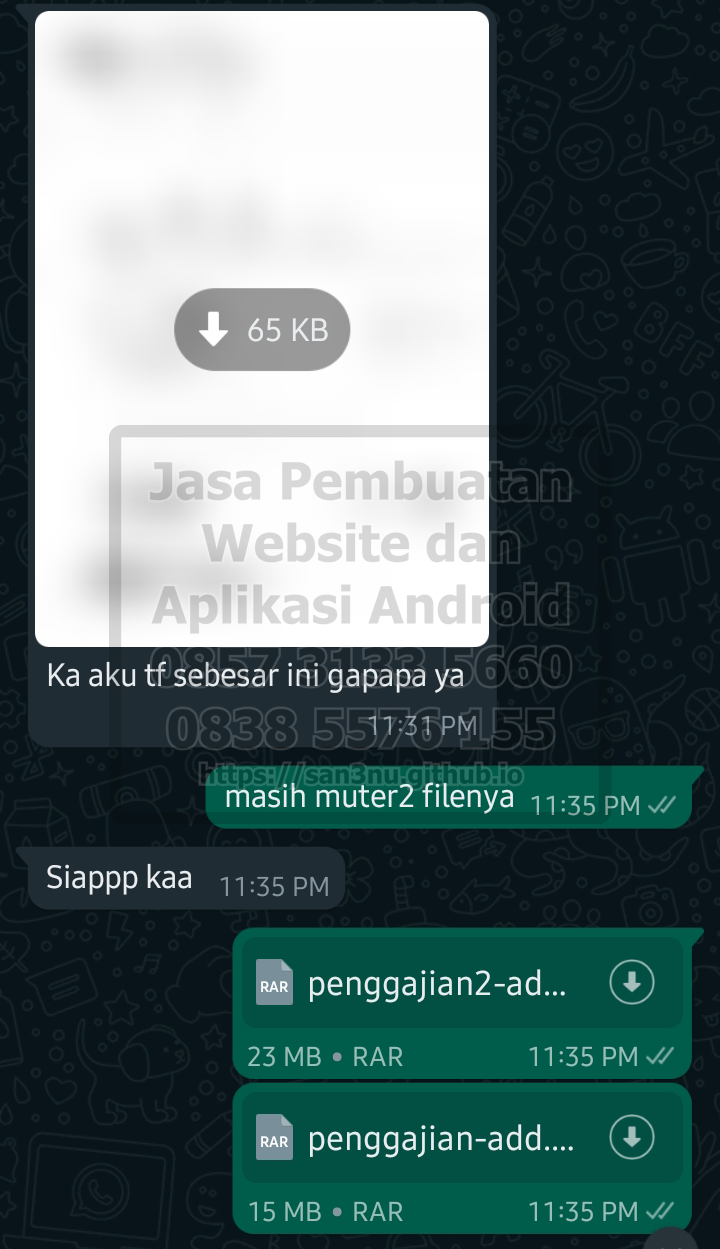 65 KB
Jasa Pembuatan
Website dan
Aplikasi Android
0857 3133 5660
Ka aku tf sebesar ini gapapa ya
11:31 PM
0838 5576 155
https://san3nu.github.io
masih muter2 filenya 11:35 PM
Siappp kaa 11:35 PM
RAR penggajian2-ad...
23 MB • RAR 11:35 PM
RAR penggajian-add....
15 MB • RAR 11:35 PM